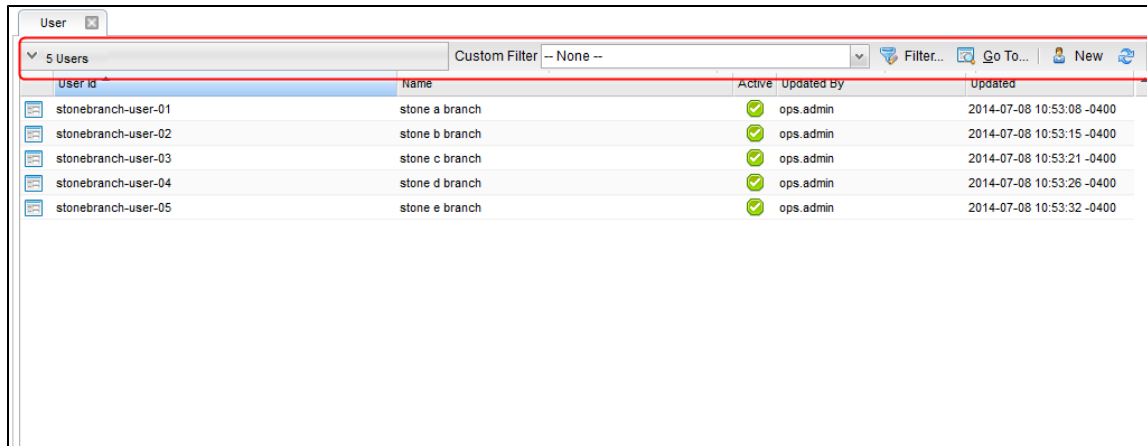 User
5 Users Custom Filter -- None -- Filter... Go To... New
User Id Name Active Updated By Updated
stonebranch-user-01 stone a branch ops.admin 2014-07-08 10:53:08 -0400
stonebranch-user-02 stone b branch ops.admin 2014-07-08 10:53:15 -0400
stonebranch-user-03 stone c branch ops.admin 2014-07-08 10:53:21 -0400
stonebranch-user-04 stone d branch ops.admin 2014-07-08 10:53:26 -0400
stonebranch-user-05 stone e branch ops.admin 2014-07-08 10:53:32 -0400